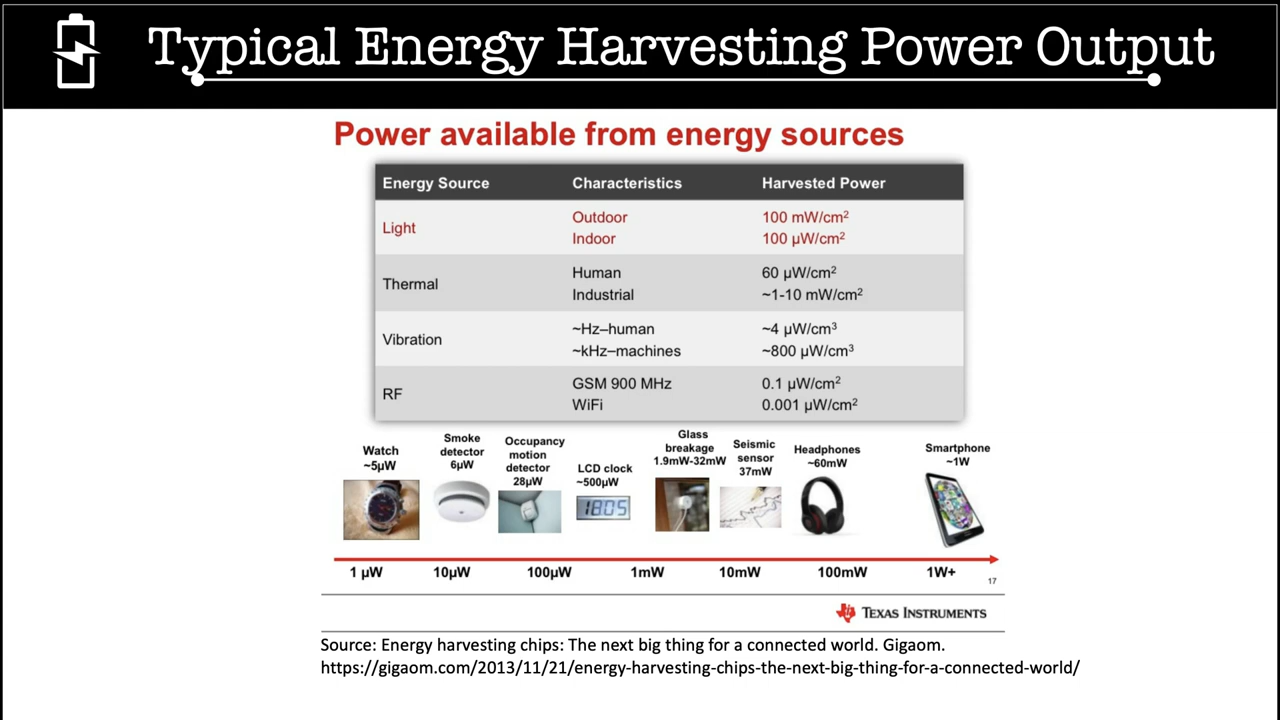 Typical Energy Harvesting Power Output
Power available from energy sources
Energy Source Characteristics Harvested Power
Light
Outdoor 100 mW/cm²
Indoor 100 µW/cm²
Thermal
Human 60 µW/cm²
Industrial ~1-10 mW/cm²
Vibration
~Hz–human ~4 µW/cm³
~kHz–machines ~800 µW/cm³
RF
GSM 900 MHz 0.1 µW/cm²
WiFi 0.001 µW/cm²
Watch
~5µW
Smoke
detector
6µW
Occupancy
motion
detector
28µW
LCD clock
~500µW
1805
Glass
breakage
1.9mW-32mW
Seismic
sensor
37mW
Headphones
~60mW
Smartphone
~1W
1 µW 10µW 100µW 1mW 10mW 100mW 1W+
17
TEXAS INSTRUMENTS
Source: Energy harvesting chips: The next big thing for a connected world. Gigaom.
https://gigaom.com/2013/11/21/energy-harvesting-chips-the-next-big-thing-for-a-connected-world/